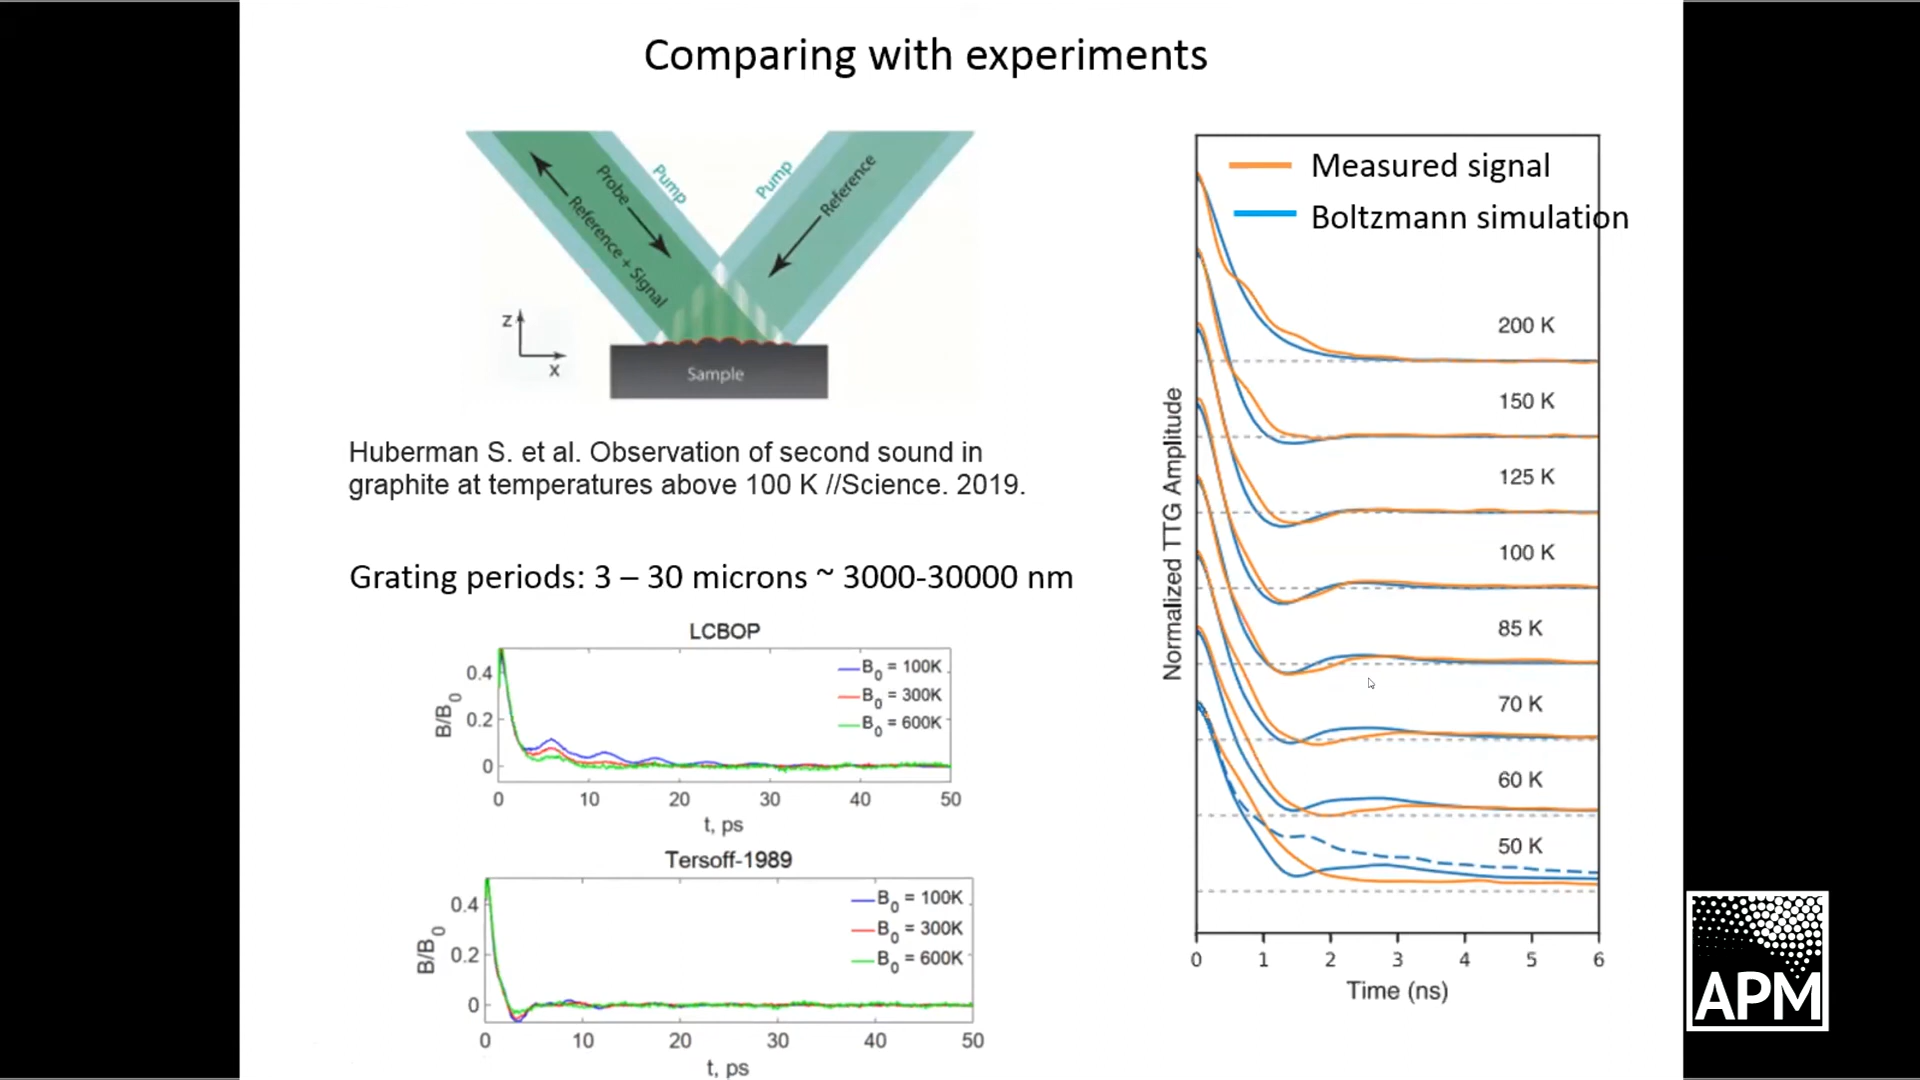 Comparing with experiments
Pump
Pump
Probe
Reference
Reference + Signal
z
x
Sample
Huberman S. et al. Observation of second sound in
graphite at temperatures above 100 K //Science. 2019.
Grating periods: 3 – 30 microns ~ 3000-30000 nm
LCBOP
B/B0
0.4
0.2
0
B0 = 100K
B0 = 300K
B0 = 600K
0 10 20 30 40 50
t, ps
Tersoff-1989
B/B0
0.4
0.2
0
B0 = 100K
B0 = 300K
B0 = 600K
0 10 20 30 40 50
t, ps
Measured signal
Boltzmann simulation
Normalized TTG Amplitude
200 K
150 K
125 K
100 K
85 K
70 K
60 K
50 K
0 1 2 3 4 5 6
Time (ns)
APM